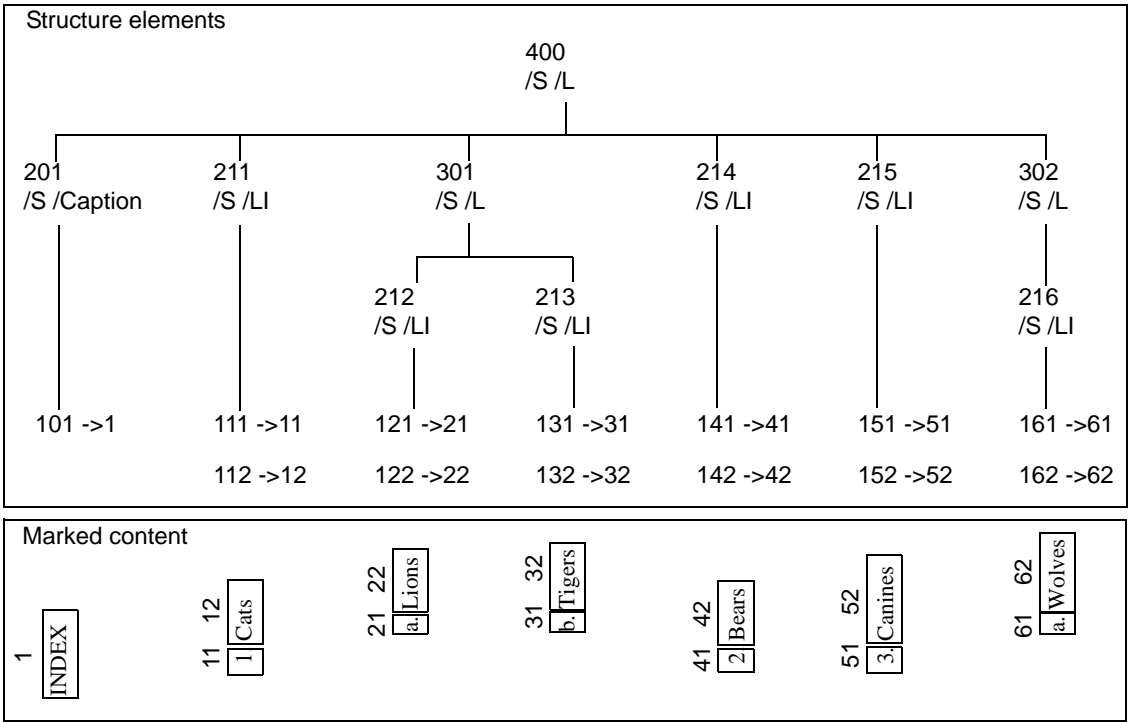 Structure elements
400
/S /L
201 211 301 214 215 302
/S /Caption /S /LI /S /L /S /LI /S /LI /S /L
212 213 216
/S /LI /S /LI /S /LI
101 ->1 111 ->11 121 ->21 131 ->31 141 ->41 151 ->51 161 ->61
112 ->12 122 ->22 132 ->32 142 ->42 152 ->52 162 ->62
Marked content
1
INDEX
11 12
1 Cats
21 22
a. Lions
31 32
b. Tigers
41 42
2. Bears
51 52
3. Canines
61 62
a. Wolves